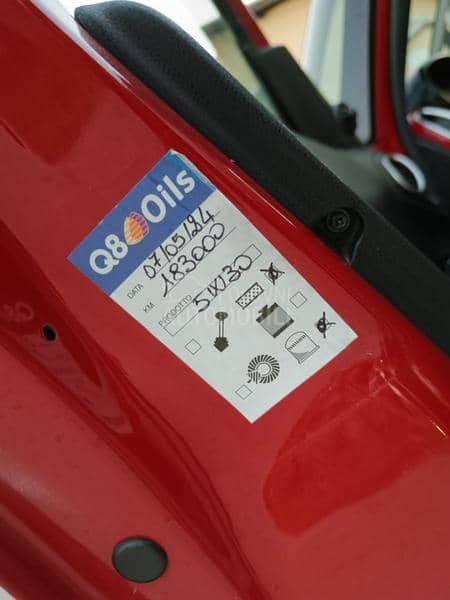 Q8 Oils
DATA 07/05/24
KM 183000
PRODOTTO 5W30